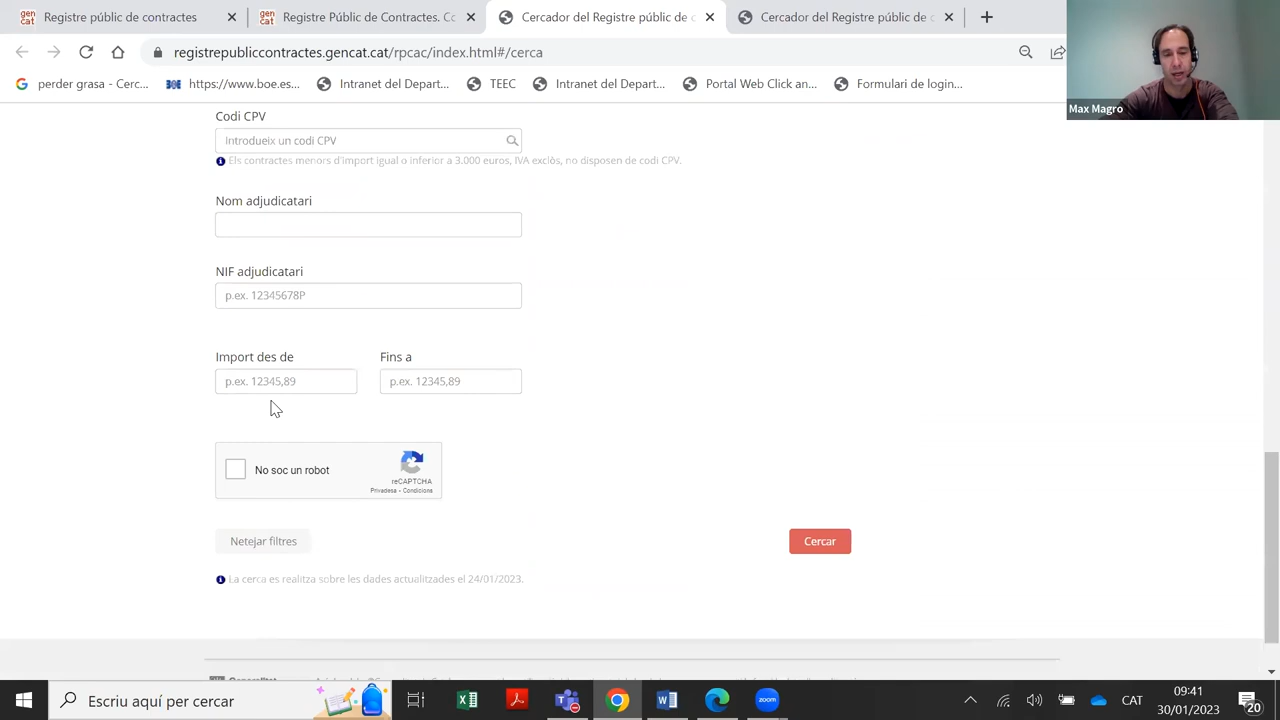 gen cat
Registre públic de contractes
gen cat
Registre Públic de Contractes. Co
Cercador del Registre públic de c
Cercador del Registre públic de c
registrepubliccontractes.gencat.cat/rpcac/index.html#/cerca
perder grasa - Cerc...
https://www.boe.es...
Intranet del Depart...
TEEC
Intranet del Depart...
Portal Web Click an...
Formulari de login...
Max Magro
Codi CPV
Introdueix un codi CPV
Els contractes menors d'import igual o inferior a 3.000 euros, IVA exclòs, no disposen de codi CPV.
Nom adjudicatari
NIF adjudicatari
p.ex. 12345678P
Import des de
Fins a
p.ex. 12345,89
p.ex. 12345,89
No soc un robot
reCAPTCHA
Privadesa - Condicions
Netejar filtres
Cercar
La cerca es realitza sobre les dades actualitzades el 24/01/2023.
Escriu aquí per cercar
CAT
09:41
30/01/2023
20
zoom